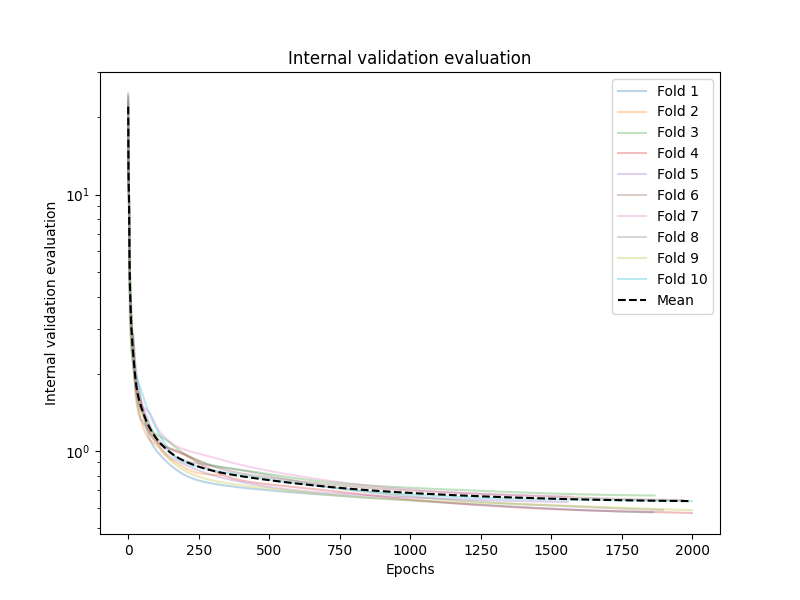 Internal validation evaluation
Internal validation evaluation
10¹
10⁰
0 250 500 750 1000 1250 1500 1750 2000
Epochs
Fold 1
Fold 2
Fold 3
Fold 4
Fold 5
Fold 6
Fold 7
Fold 8
Fold 9
Fold 10
Mean